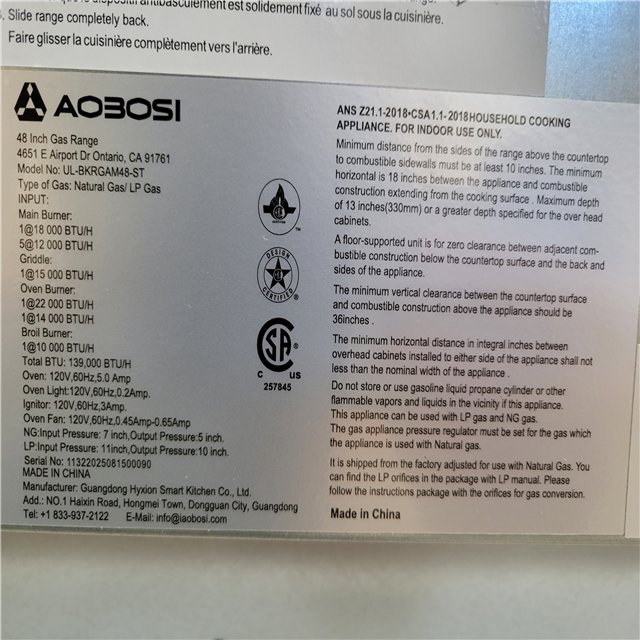 antibasculement est solidement fixé au sol sous la cuisinière.
. Slide range completely back.
Faire glisser la cuisinière complètement vers l'arrière.
AOBOSI
48 Inch Gas Range
4651 E Airport Dr Ontario, CA 91761
Model No: UL-BKRGAM48-ST
Type of Gas: Natural Gas/ LP Gas
INPUT:
Main Burner:
1@18 000 BTU/H
5@12 000 BTU/H
Griddle:
1@15 000 BTU/H
Oven Burner:
1@22 000 BTU/H
1@14 000 BTU/H
Broil Burner:
1@10 000 BTU/H
Total BTU: 139,000 BTU/H
Oven: 120V,60Hz,5.0 Amp
Oven Light:120V,60Hz,0.2Amp.
Ignitor: 120V,60Hz,3Amp.
Oven Fan: 120V,60Hz,0.45Amp-0.65Amp
NG:Input Pressure: 7 inch,Output Pressure:5 inch.
LP:Input Pressure: 11inch,Output Pressure:10 inch.
Serial No: 11322025081500090
MADE IN CHINA
Manufacturer: Guangdong Hyxion Smart Kitchen Co., Ltd.
Add.: NO.1 Haixin Road, Hongmei Town, Dongguan City, Guangdong
Tel: +1 833-937-2122 E-Mail: info@iaobosi.com
TM
DESIGN
CERTIFIED
®
SA
®
C US
257845
ANS Z21.1-2018•CSA1.1-2018HOUSEHOLD COOKING
APPLIANCE. FOR INDOOR USE ONLY.
Minimum distance from the sides of the range above the countertop
to combustible sidewalls must be at least 10 inches. The minimum
horizontal is 18 inches between the appliance and combustible
construction extending from the cooking surface . Maximum depth
of 13 inches(330mm) or a greater depth specified for the over head
cabinets.
A floor-supported unit is for zero clearance between adjacent com-
bustible construction below the countertop surface and the back and
sides of the appliance.
The minimum vertical clearance between the countertop surface
and combustible construction above the appliance should be
36inches .
The minimum horizontal distance in integral inches between
overhead cabinets installed to either side of the appliance shall not
less than the nominal width of the appliance .
Do not store or use gasoline liquid propane cylinder or other
flammable vapors and liquids in the vicinity if this appliance.
This appliance can be used with LP gas and NG gas.
The gas appliance pressure regulator must be set for the gas which
the appliance is used with Natural gas.
It is shipped from the factory adjusted for use with Natural Gas. You
can find the LP orifices in the package with LP manual. Please
follow the instructions package with the orifices for gas conversion.
Made in China